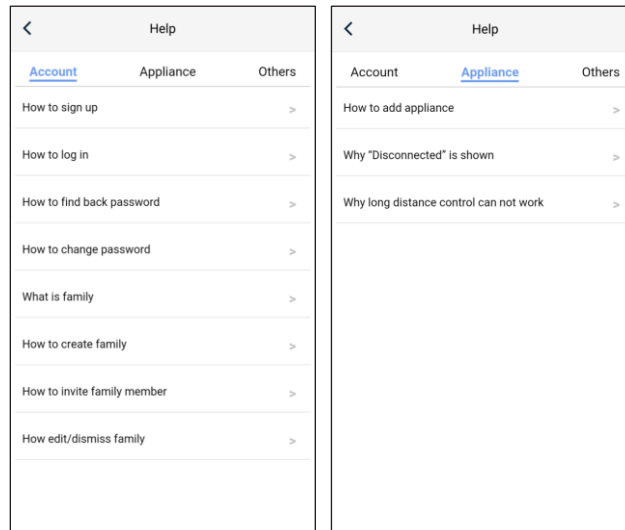 Help
Account Appliance Others
How to sign up >
How to log in >
How to find back password >
How to change password >
What is family >
How to create family >
How to invite family member >
How edit/dismiss family >
Help
Account Appliance Others
How to add appliance >
Why “Disconnected” is shown >
Why long distance control can not work >